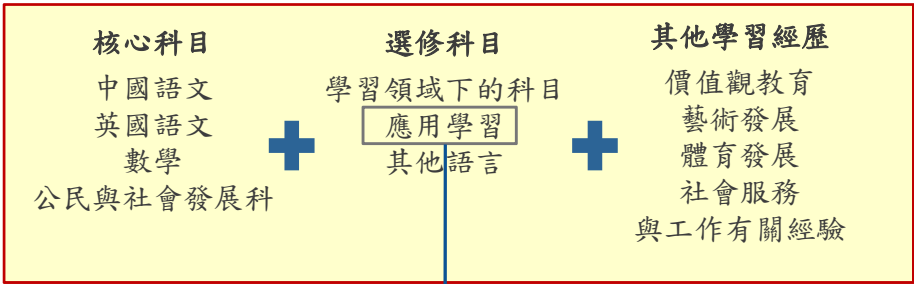 核心科目
中國語文
英國語文
數學
公民與社會發展科
選修科目
學習領域下的科目
應用學習
其他語言
其他學習經歷
價值觀教育
藝術發展
體育發展
社會服務
與工作有關經驗